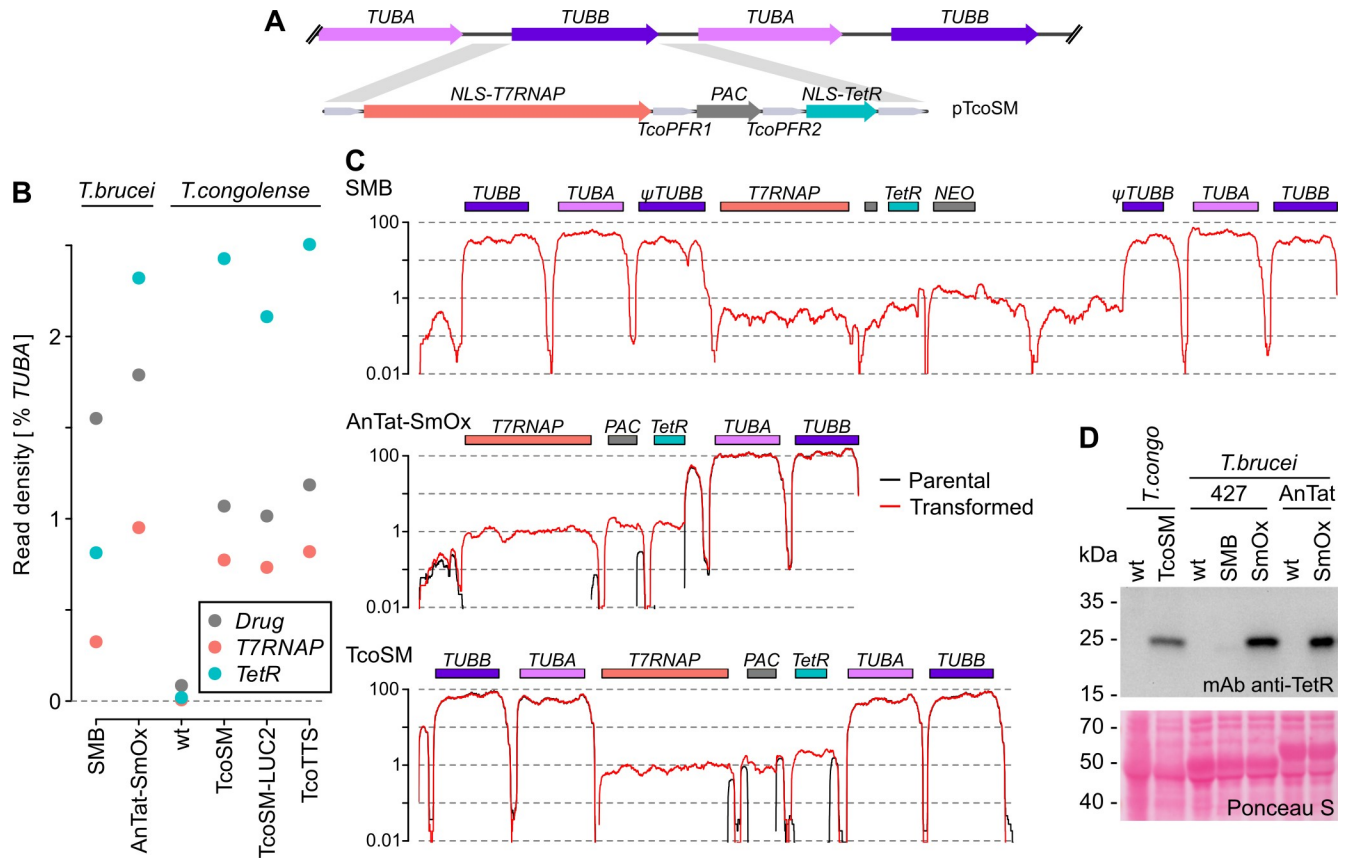 A
TUBA TUBB TUBA TUBB
NLS-T7RNAP PAC NLS-TetR
TcoPFR1 TcoPFR2 pTcoSM
B
T.brucei T.congolense
Read density [ % TUBA]
2
1
0
Drug
T7RNAP
TetR
SMB AnTat-SmOx wt TcoSM TcoSM-LUC2 TcoTTS
C
SMB
TUBB TUBA ψTUBB T7RNAP TetR NEO ψTUBB TUBA TUBB
100
1
0.01
AnTat-SmOx
T7RNAP PAC TetR TUBA TUBB
100
1
0.01
Parental
Transformed
TcoSM
TUBB TUBA T7RNAP PAC TetR TUBA TUBB
100
1
0.01
D
T.congo T.brucei
427 AnTat
kDa wt TcoSM wt SMB SmOx wt SmOx
35
25
15
mAb anti-TetR
70
50
40
Ponceau S